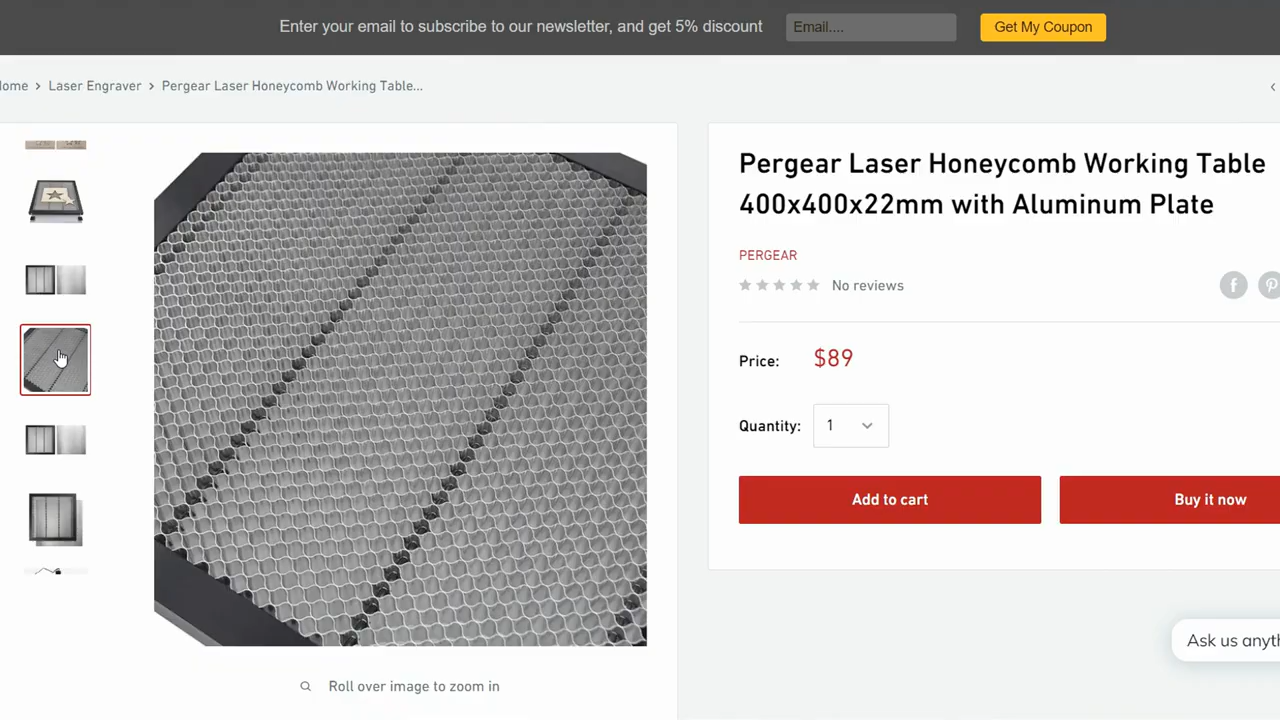 Enter your email to subscribe to our newsletter, and get 5% discount
Email....
Get My Coupon
ome > Laser Engraver > Pergear Laser Honeycomb Working Table...
Pergear Laser Honeycomb Working Table
400x400x22mm with Aluminum Plate
PERGEAR
No reviews
Price: $89
Quantity: 1
Add to cart
Buy it now
Ask us anyth
Roll over image to zoom in